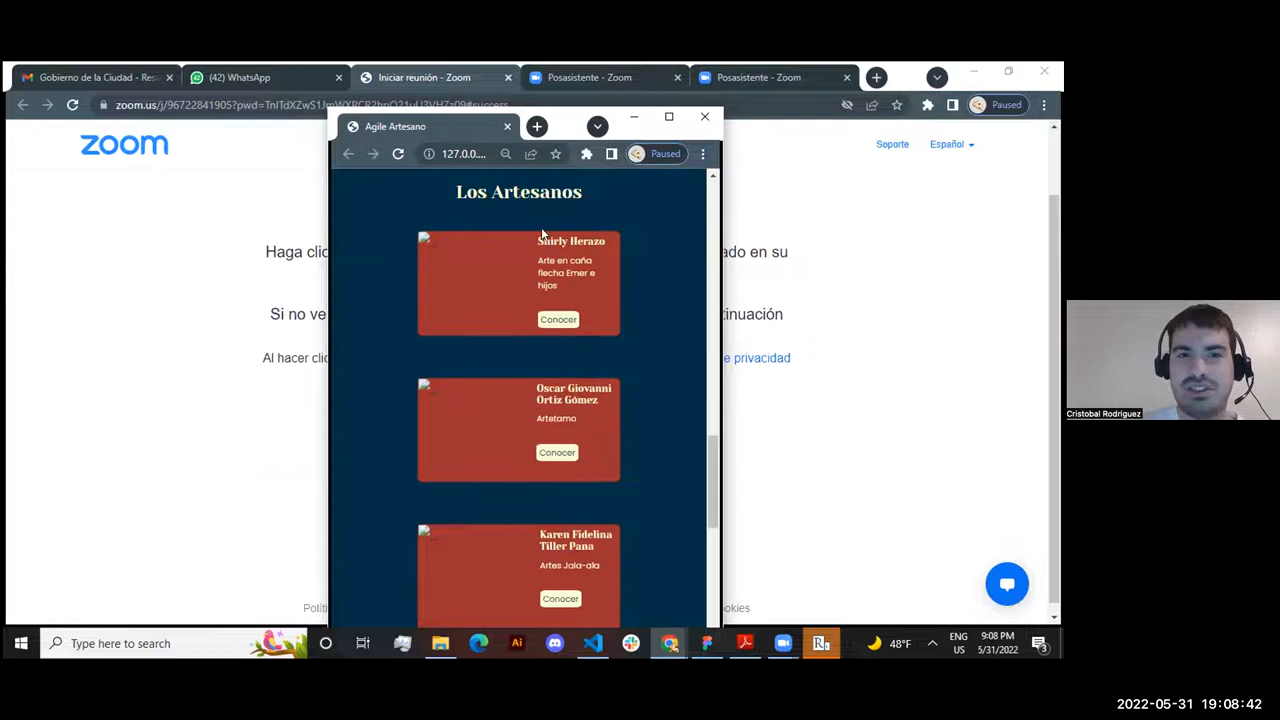 Gobierno de la Ciudad - Rese
(42) WhatsApp
Iniciar reunión - Zoom
Posasistente - Zoom
Posasistente - Zoom
Paused
zoom
Soporte
Español
Agile Artesano
127.0.0....
Paused
Haga clic
ado en su
Si no ve
tinuación
Al hacer clic
e privacidad
Políti
okies
Los Artesanos
Shirly Herazo
Arte en caña
flecha Emer e
hijos
Conocer
Oscar Giovanni
Ortiz Gómez
Artetamo
Conocer
Karen Fidelina
Tiller Pana
Artes Jala-ala
Conocer
Cristobal Rodriguez
Type here to search
Ai
48°F
ENG
US
9:08 PM
5/31/2022
3
2022-05-31 19:08:42